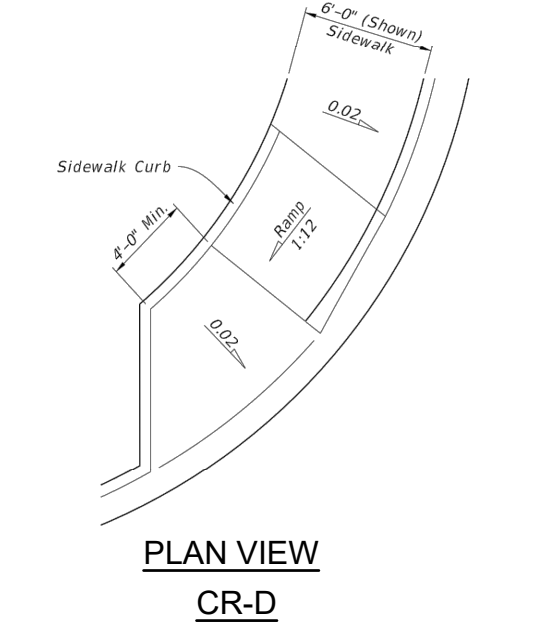 6'-0" (Shown)
Sidewalk
0.02
Sidewalk Curb
4'-0" Min.
Ramp
1:12
0.02
PLAN VIEW
CR-D